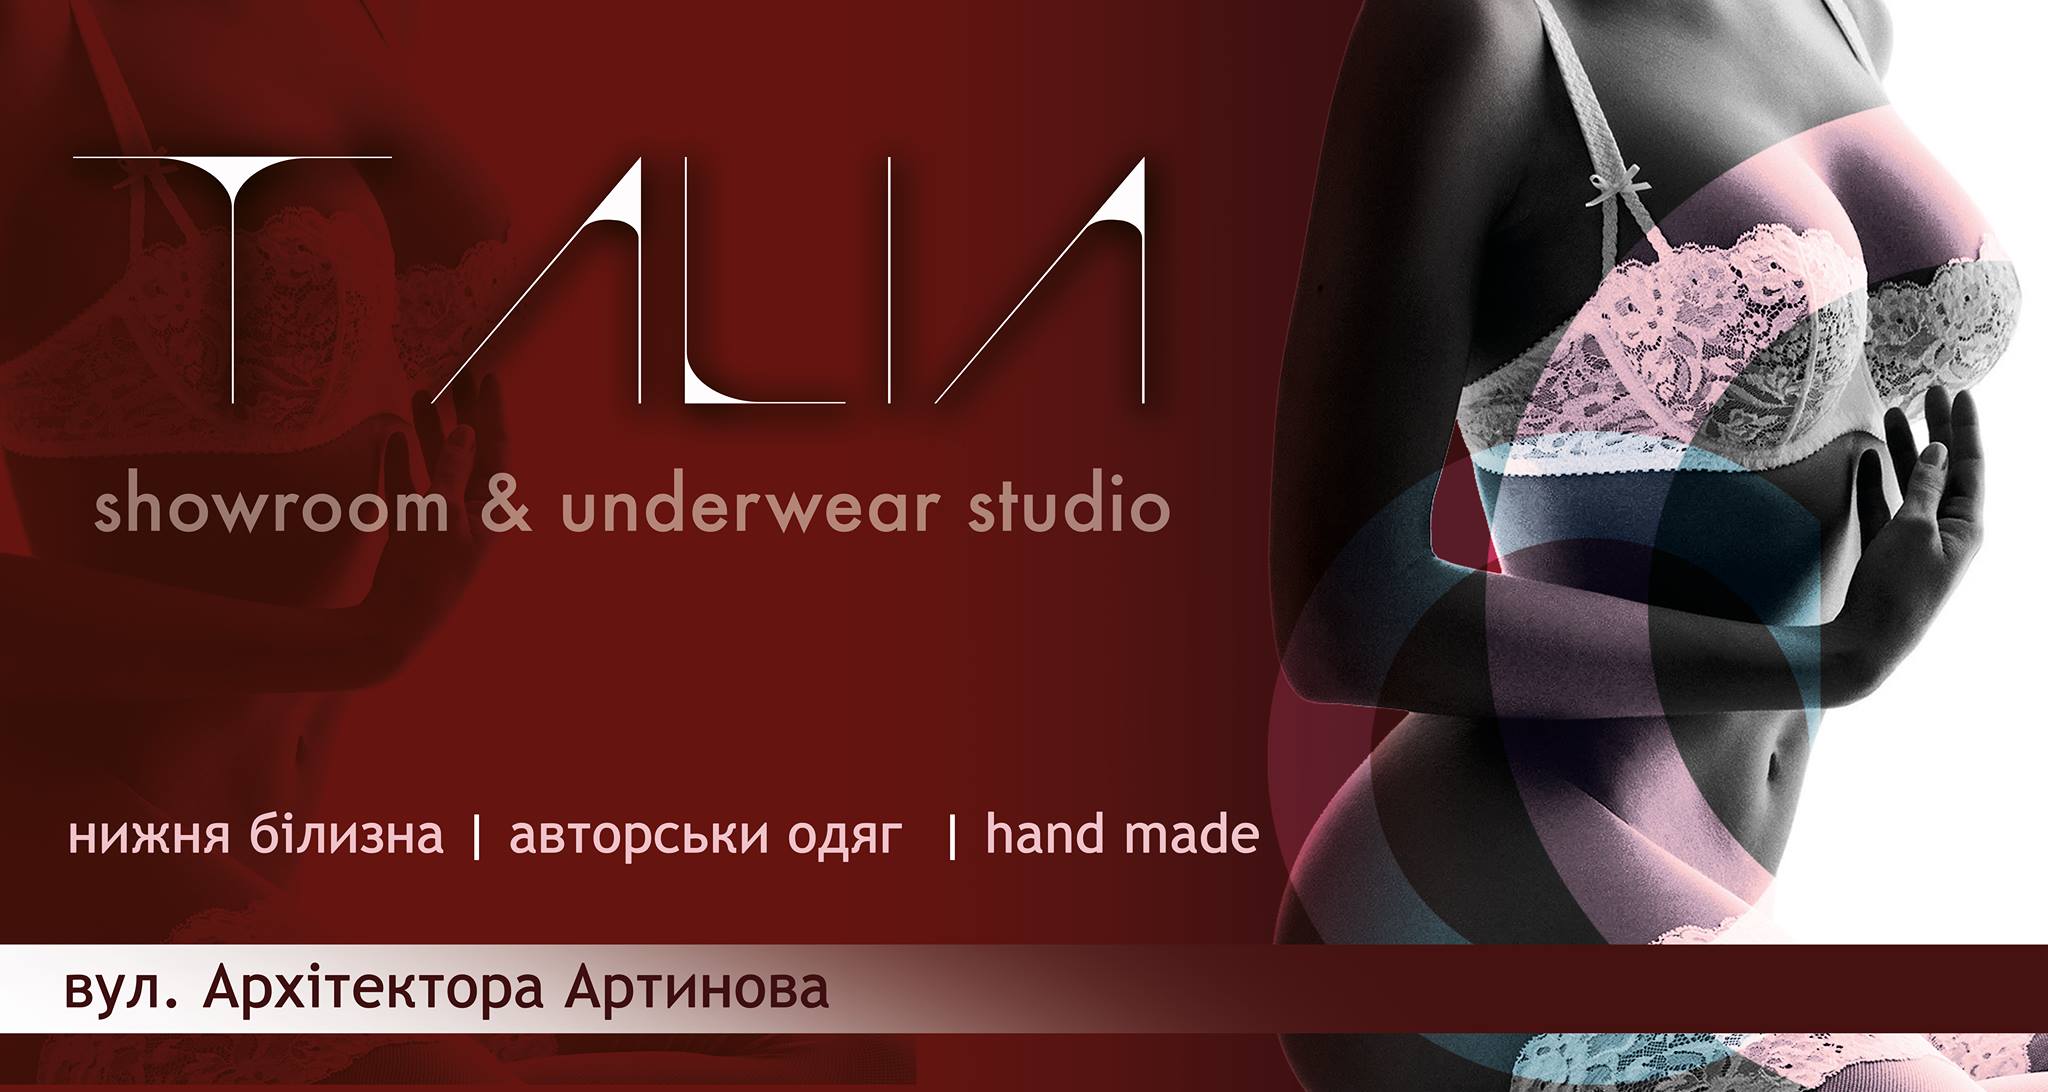 TALIA
showroom & underwear studio
нижня білизна | авторськи одяг | hand made
вул. Архітектора Артинова